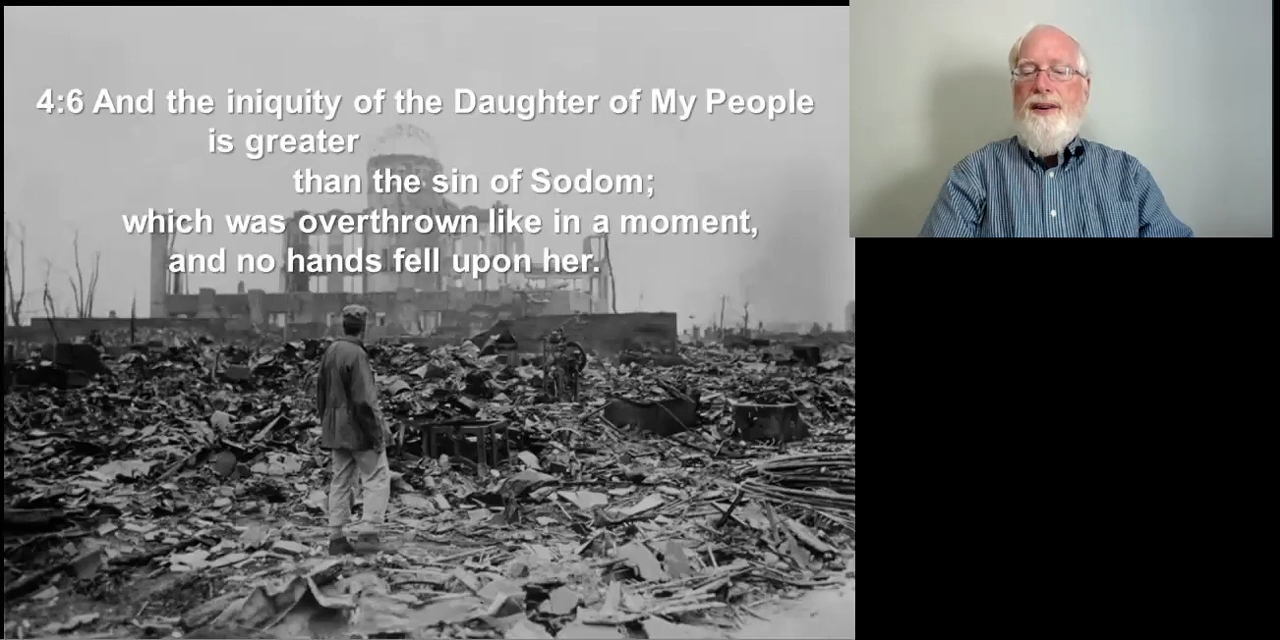 4:6 And the iniquity of the Daughter of My People
is greater
than the sin of Sodom;
which was overthrown like in a moment,
and no hands fell upon her.